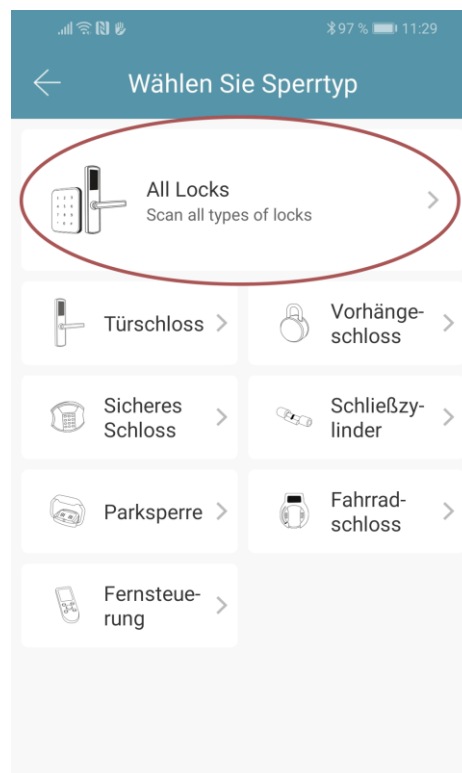 97 % 11:29
Wählen Sie Sperrtyp
All Locks
Scan all types of locks
Türschloss
Vorhänge-
schloss
Sicheres
Schloss
Schließzy-
linder
Parksperre
Fahrrad-
schloss
Fernsteue-
rung